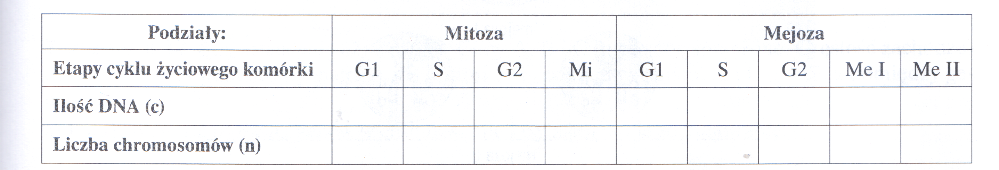 Podziały: Mitoza Mejoza
Etapy cyklu życiowego komórki G1 S G2 Mi G1 S G2 Me I Me II
Ilość DNA (c)
Liczba chromosomów (n)